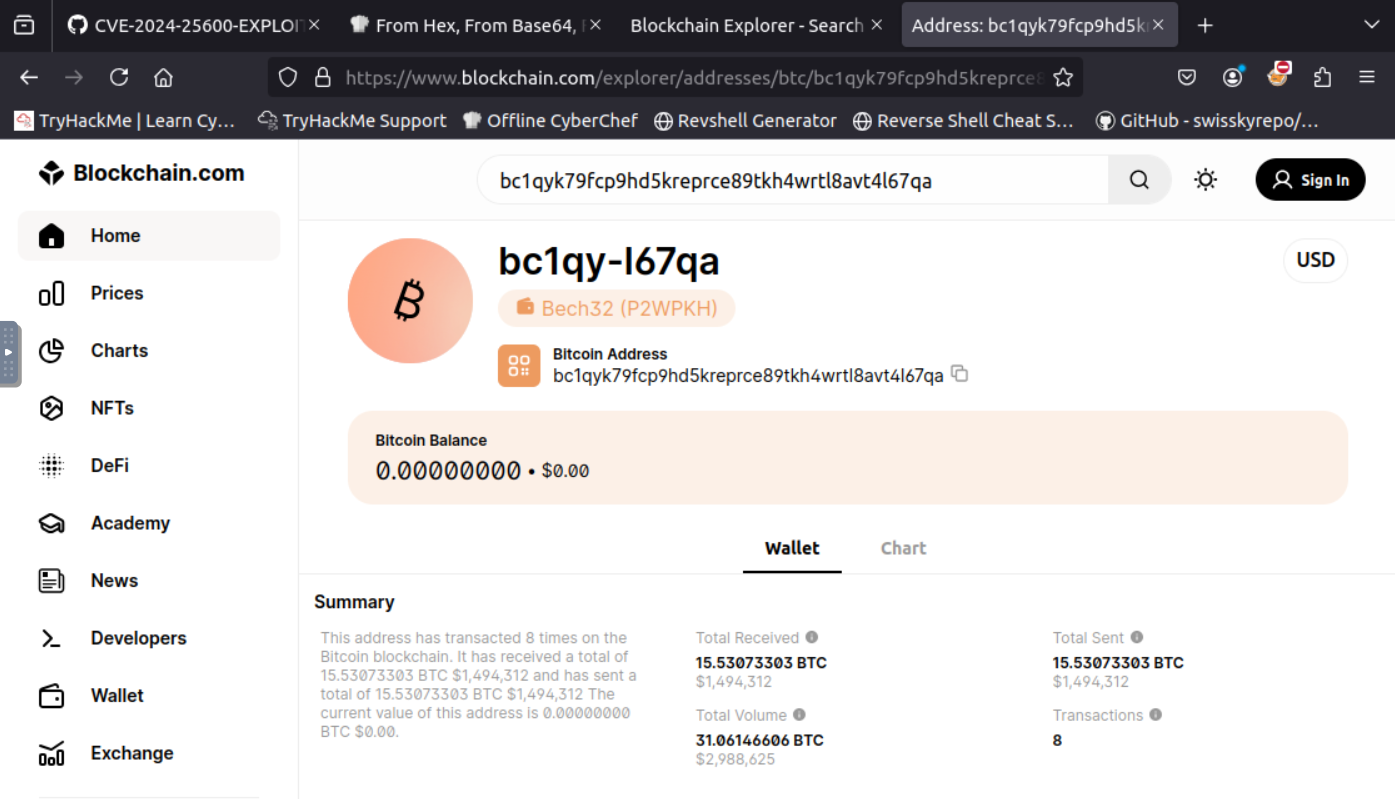 CVE-2024-25600-EXPLOI
From Hex, From Base64,
Blockchain Explorer - Search
Address: bc1qyk79fcp9hd5k
https://www.blockchain.com/explorer/addresses/btc/bc1qyk79fcp9hd5kreprce8
TryHackMe | Learn Cy…
TryHackMe Support
Offline CyberChef
Revshell Generator
Reverse Shell Cheat S…
GitHub - swisskyrepo/…
Blockchain.com
bc1qyk79fcp9hd5kreprce89tkh4wrtl8avt4l67qa
Sign In
Home
Prices
Charts
NFTs
DeFi
Academy
News
Developers
Wallet
Exchange
bc1qy-l67qa
USD
Bech32 (P2WPKH)
Bitcoin Address
bc1qyk79fcp9hd5kreprce89tkh4wrtl8avt4l67qa
Bitcoin Balance
0.00000000 • $0.00
Wallet
Chart
Summary
This address has transacted 8 times on the
Bitcoin blockchain. It has received a total of
15.53073303 BTC $1,494,312 and has sent a
total of 15.53073303 BTC $1,494,312 The
current value of this address is 0.00000000
BTC $0.00.
Total Received
15.53073303 BTC
$1,494,312
Total Sent
15.53073303 BTC
$1,494,312
Total Volume
31.06146606 BTC
$2,988,625
Transactions
8